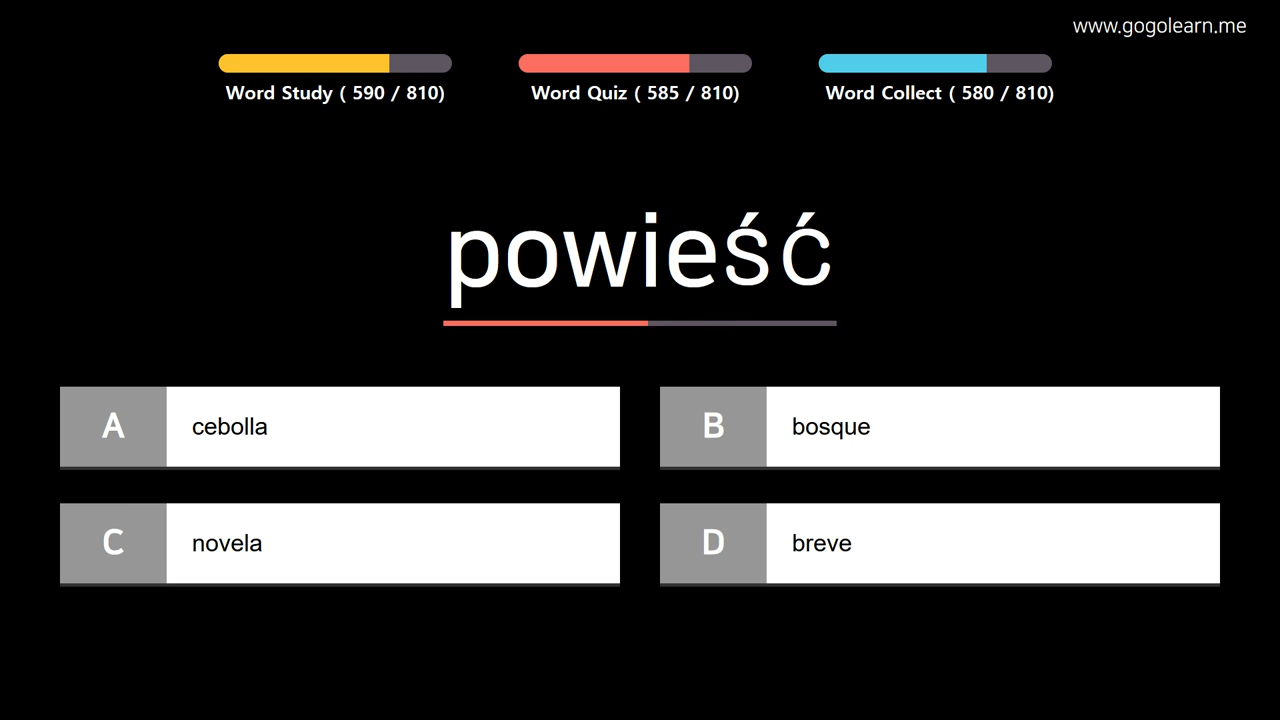 www.gogolearn.me
Word Study ( 590 / 810)
Word Quiz ( 585 / 810)
Word Collect ( 580 / 810)
powieść
A
cebolla
B
bosque
C
novela
D
breve